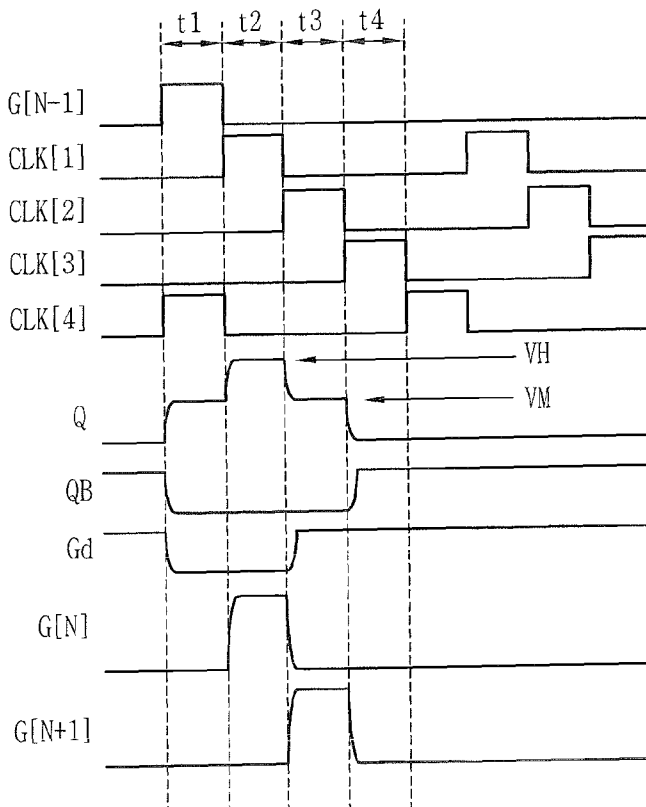 t1 t2 t3 t4
G[N-1]
CLK[1]
CLK[2]
CLK[3]
CLK[4]
VH
Q VM
QB
Gd
G[N]
G[N+1]